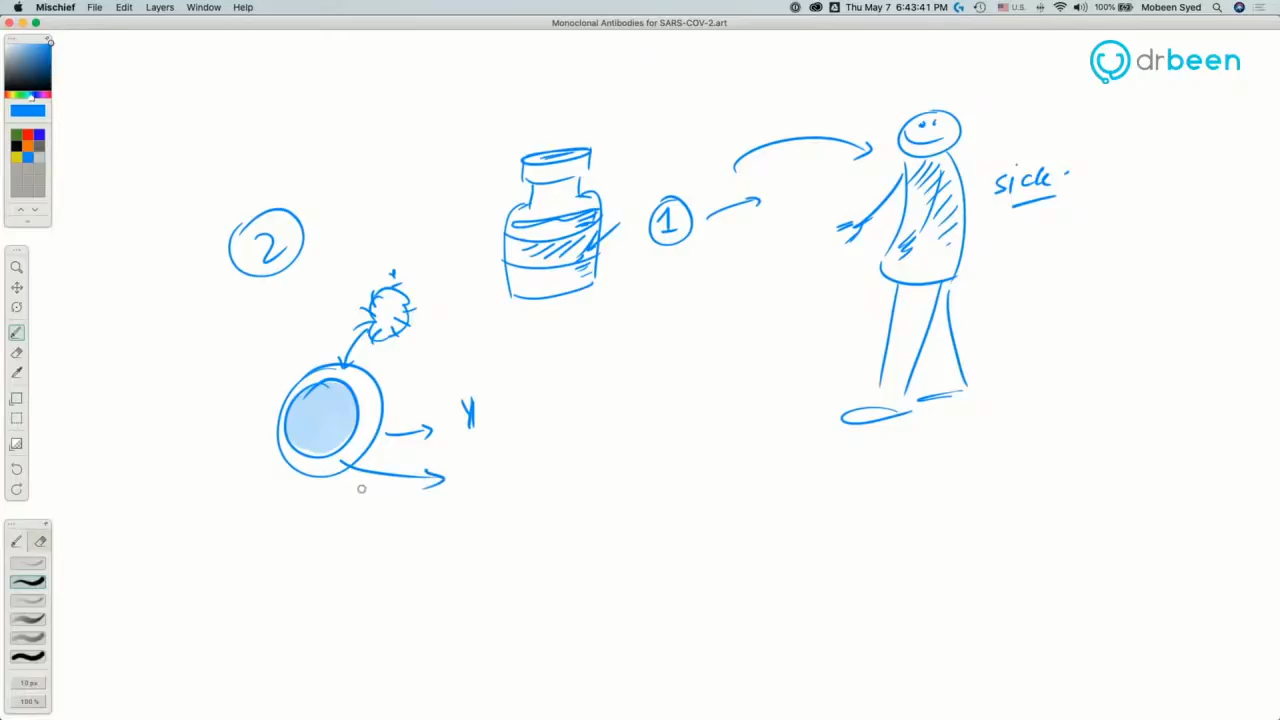 Mischief File Edit Layers Window Help
Thu May 7 6:43:41 PM
U.S.
100%
Mobeen Syed
Monoclonal Antibodies for SARS-COV-2.art
drbeen
sick.
1
2
Y
10 px
100 %